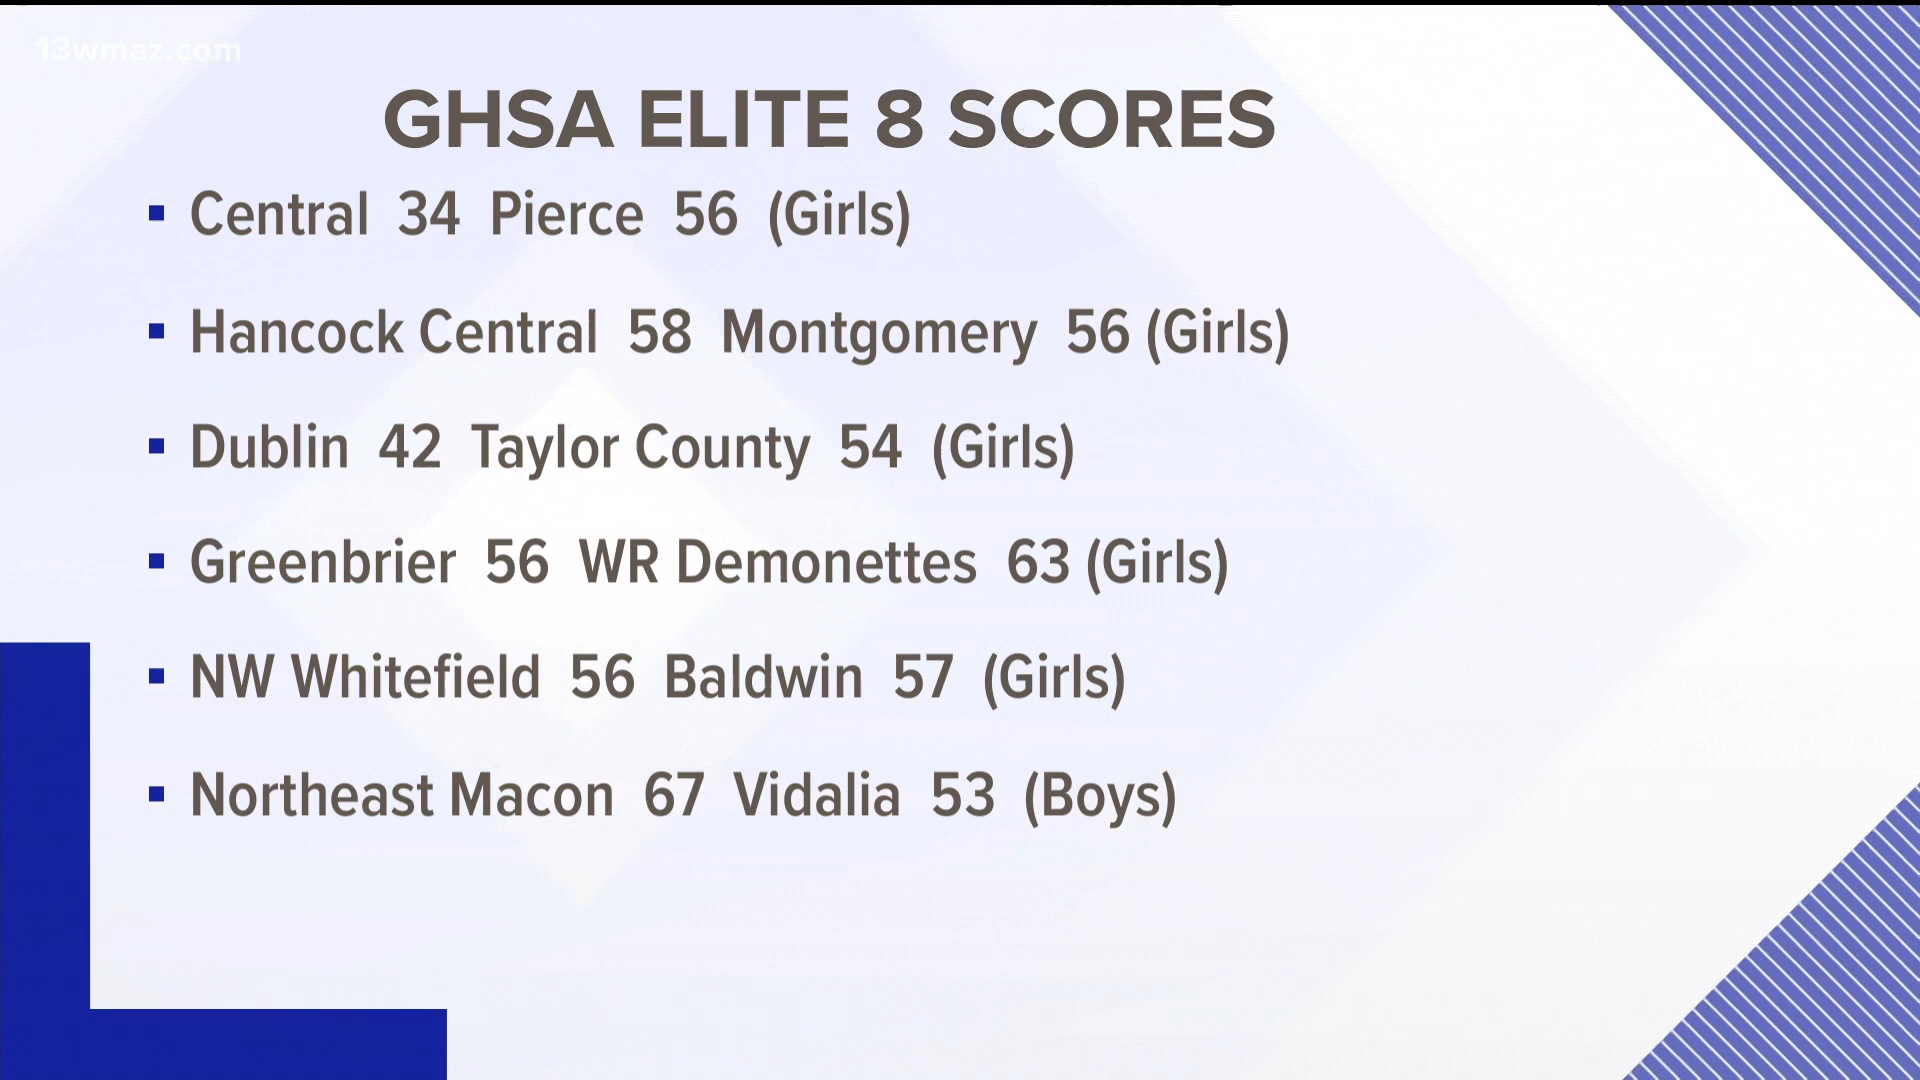 13wmaz.com
GHSA ELITE 8 SCORES
▪ Central 34 Pierce 56 (Girls)
▪ Hancock Central 58 Montgomery 56 (Girls)
▪ Dublin 42 Taylor County 54 (Girls)
▪ Greenbrier 56 WR Demonettes 63 (Girls)
▪ NW Whitefield 56 Baldwin 57 (Girls)
▪ Northeast Macon 67 Vidalia 53 (Boys)